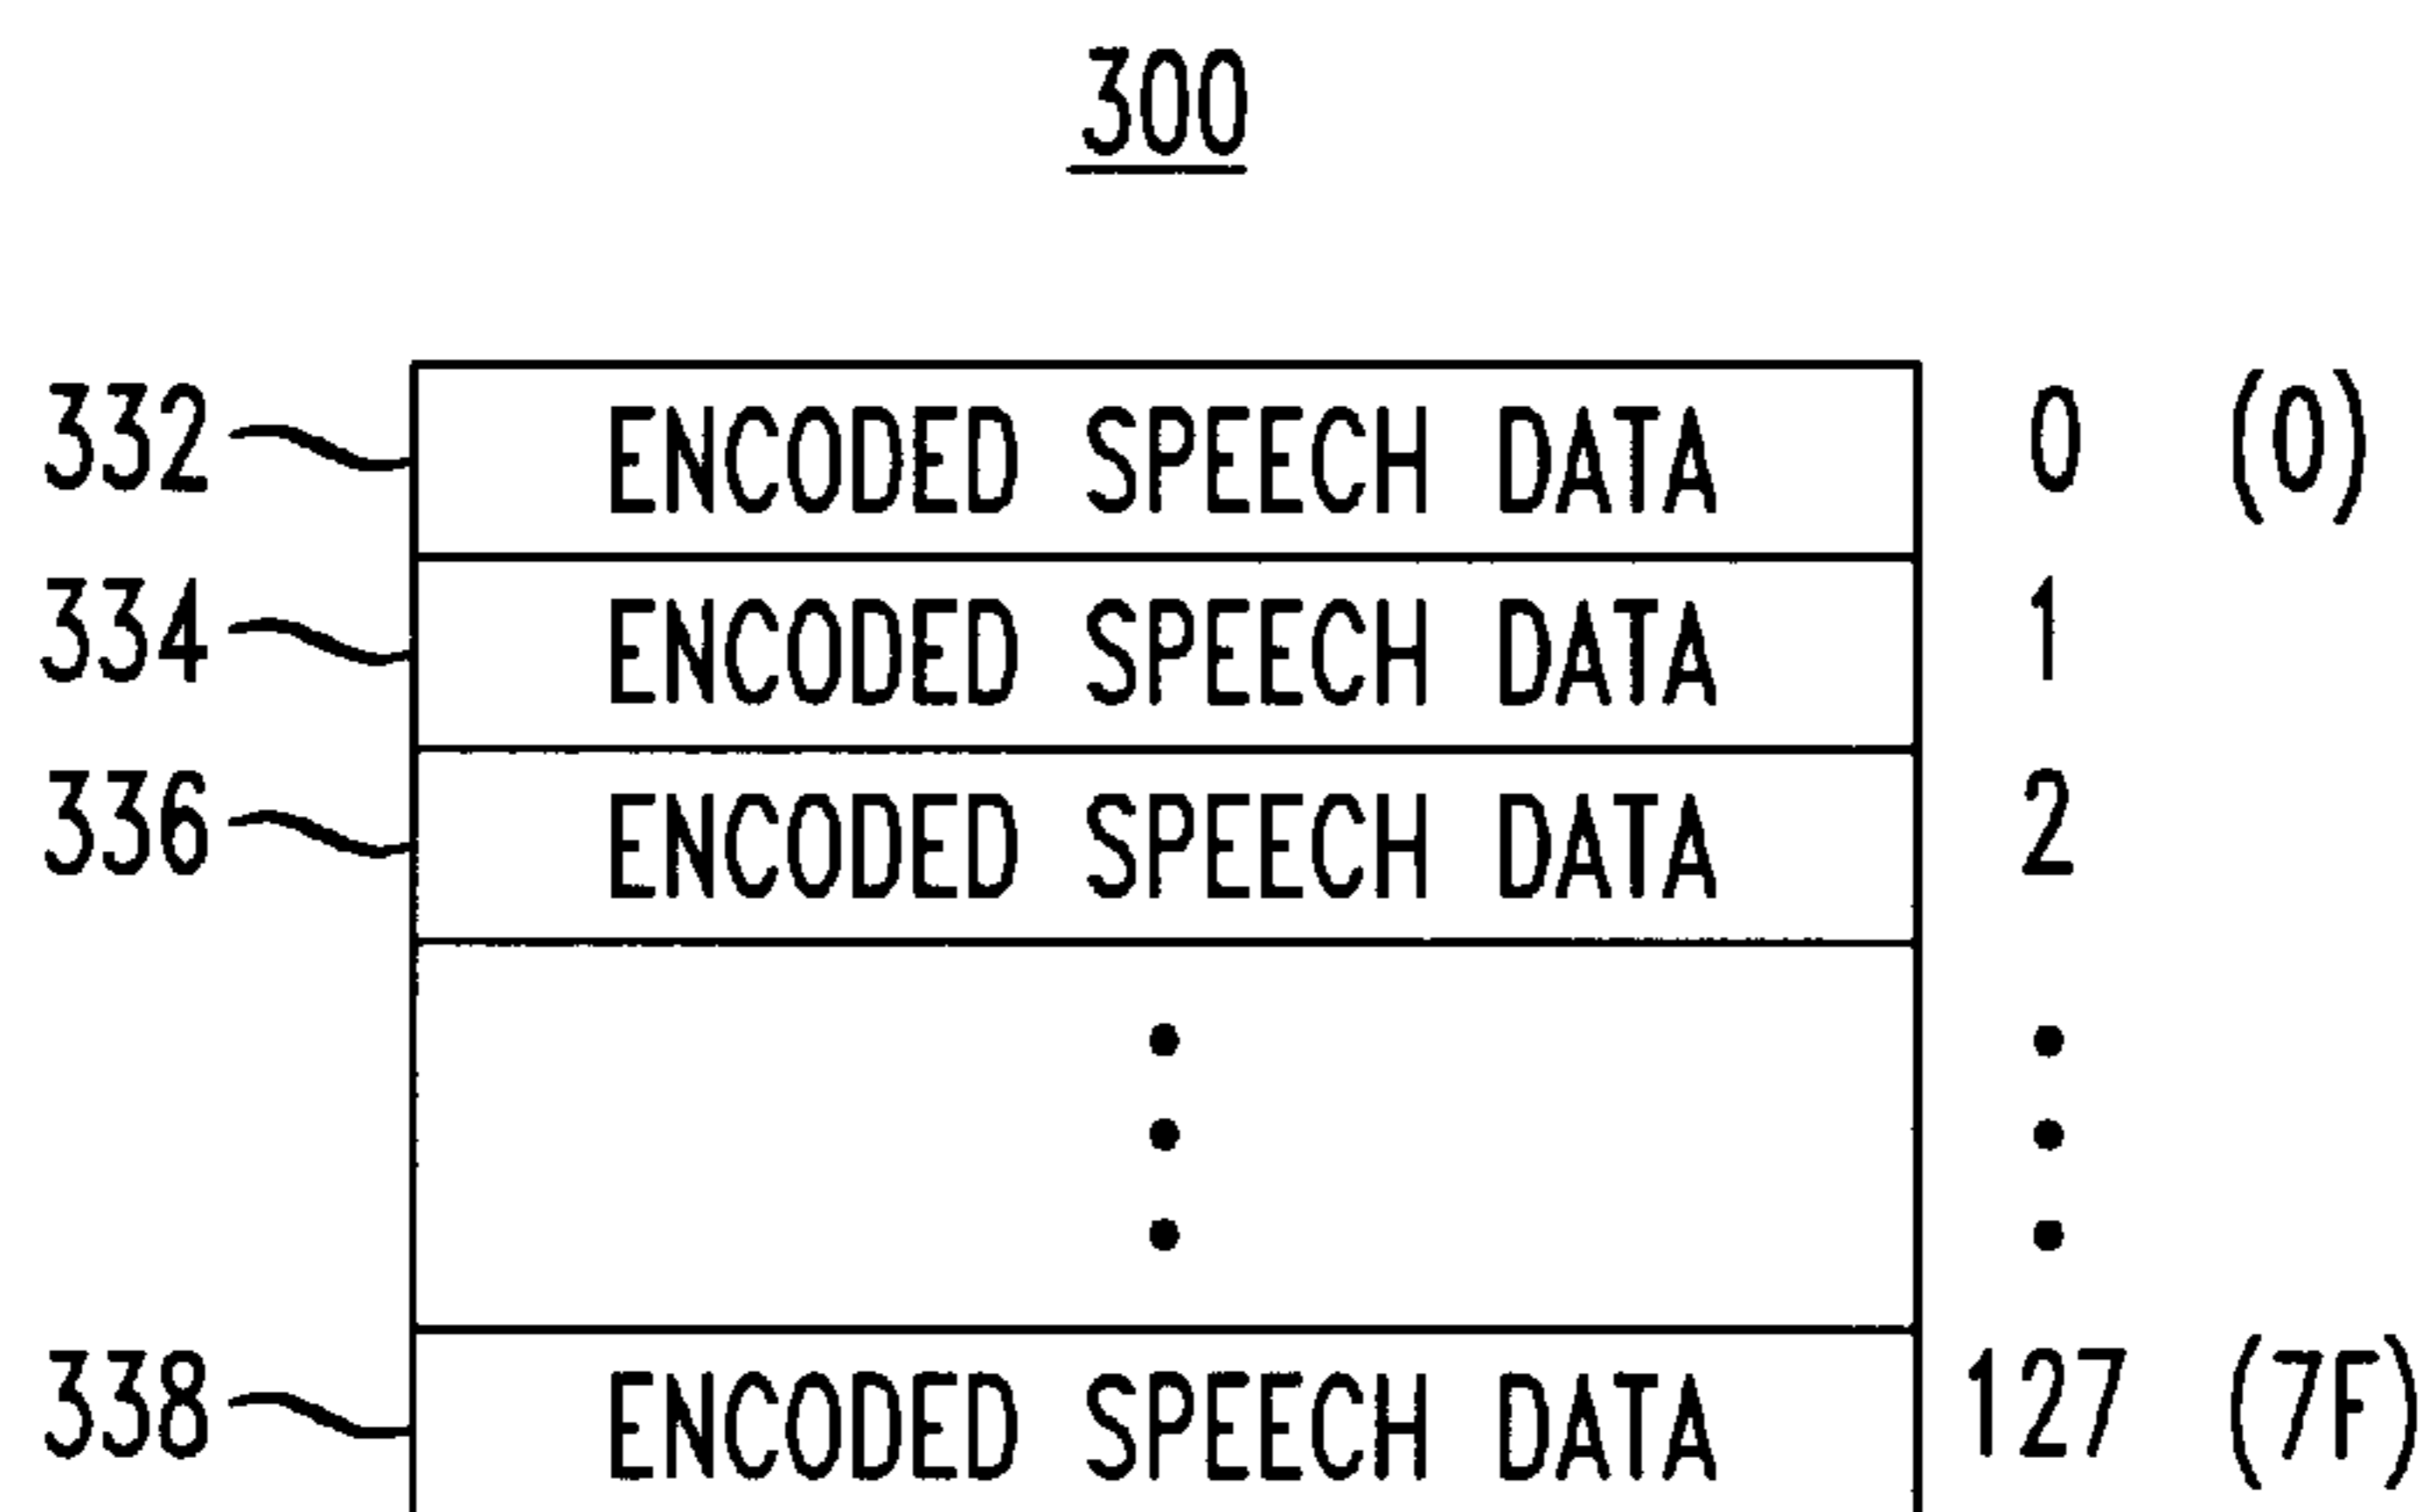 300
332 ENCODED SPEECH DATA 0 (0)
334 ENCODED SPEECH DATA 1
336 ENCODED SPEECH DATA 2
338 ENCODED SPEECH DATA 127 (7F)